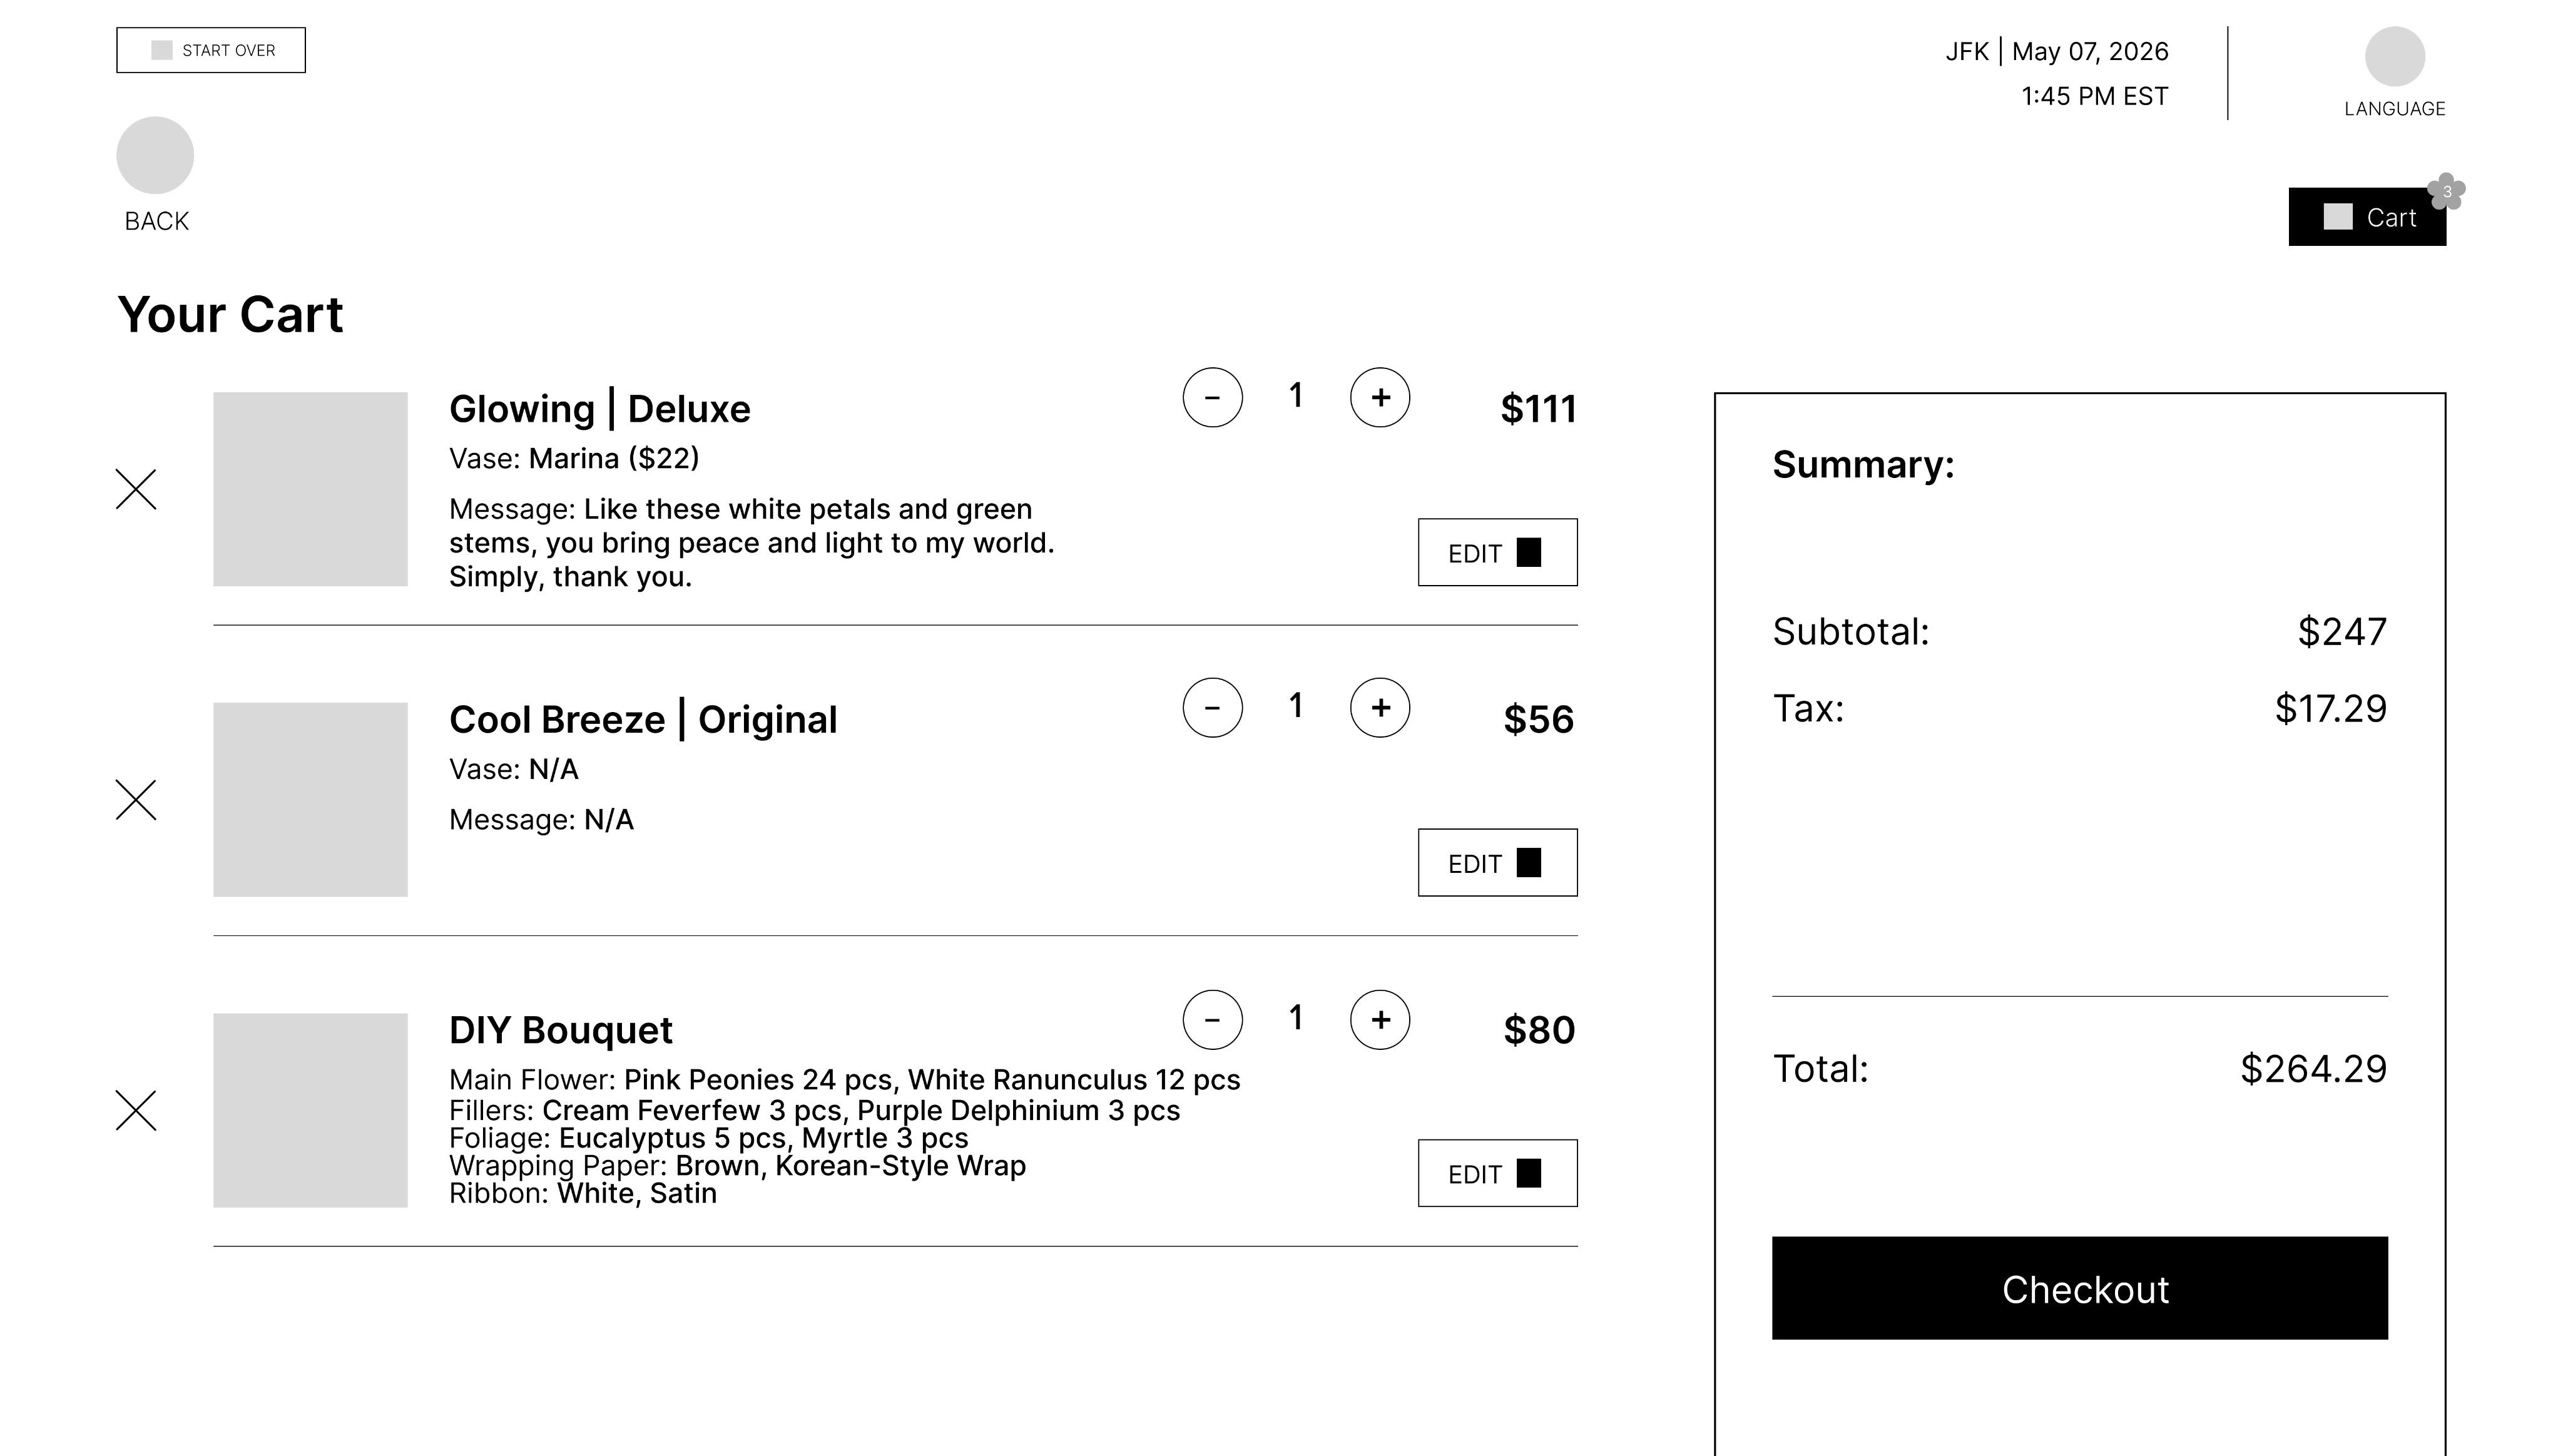 START OVER
JFK | May 07, 2026
1:45 PM EST
LANGUAGE
BACK
3
Cart
Your Cart
Glowing | Deluxe
– 1 +
$111
Vase: Marina ($22)
Message: Like these white petals and green
stems, you bring peace and light to my world.
Simply, thank you.
EDIT
Cool Breeze | Original
– 1 +
$56
Vase: N/A
Message: N/A
EDIT
DIY Bouquet
– 1 +
$80
Main Flower: Pink Peonies 24 pcs, White Ranunculus 12 pcs
Fillers: Cream Feverfew 3 pcs, Purple Delphinium 3 pcs
Foliage: Eucalyptus 5 pcs, Myrtle 3 pcs
Wrapping Paper: Brown, Korean-Style Wrap
Ribbon: White, Satin
EDIT
Summary:
Subtotal: $247
Tax: $17.29
Total: $264.29
Checkout